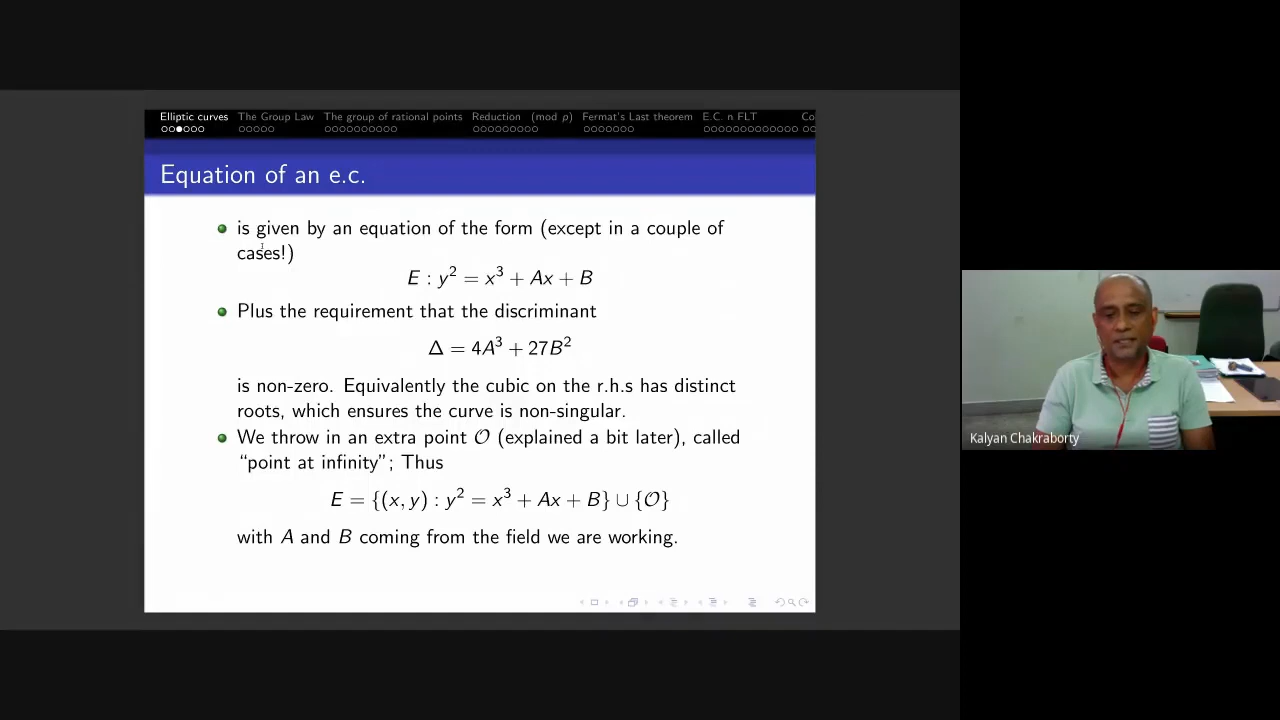 Elliptic curves The Group Law The group of rational points Reduction (mod p) Fermat's Last theorem E.C. n FLT Co
Equation of an e.c.
is given by an equation of the form (except in a couple of
cases!)
E : y² = x³ + Ax + B
Plus the requirement that the discriminant
Δ = 4A³ + 27B²
is non-zero. Equivalently the cubic on the r.h.s has distinct
roots, which ensures the curve is non-singular.
We throw in an extra point 𝒪 (explained a bit later), called
“point at infinity”; Thus
E = {(x, y) : y² = x³ + Ax + B} ∪ {𝒪}
with A and B coming from the field we are working.
Kalyan Chakraborty